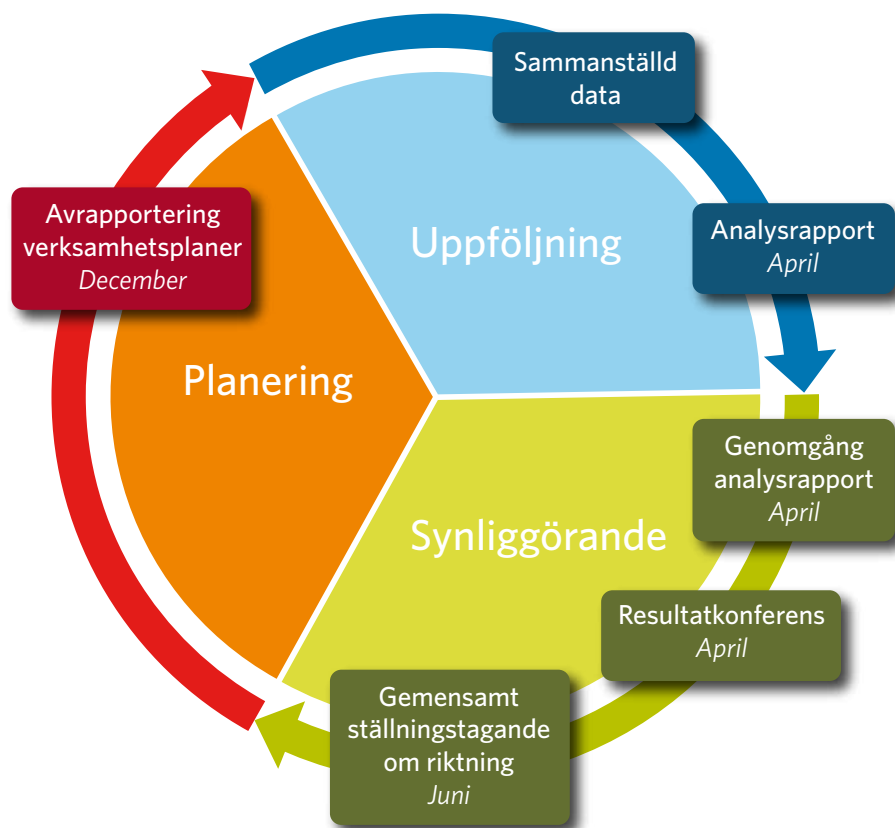 Sammanställd
data
Uppföljning
Analysrapport
April
Avrapportering
verksamhetsplaner
December
Planering
Genomgång
analysrapport
April
Synliggörande
Resultatkonferens
April
Gemensamt
ställningstagande
om riktning
Juni